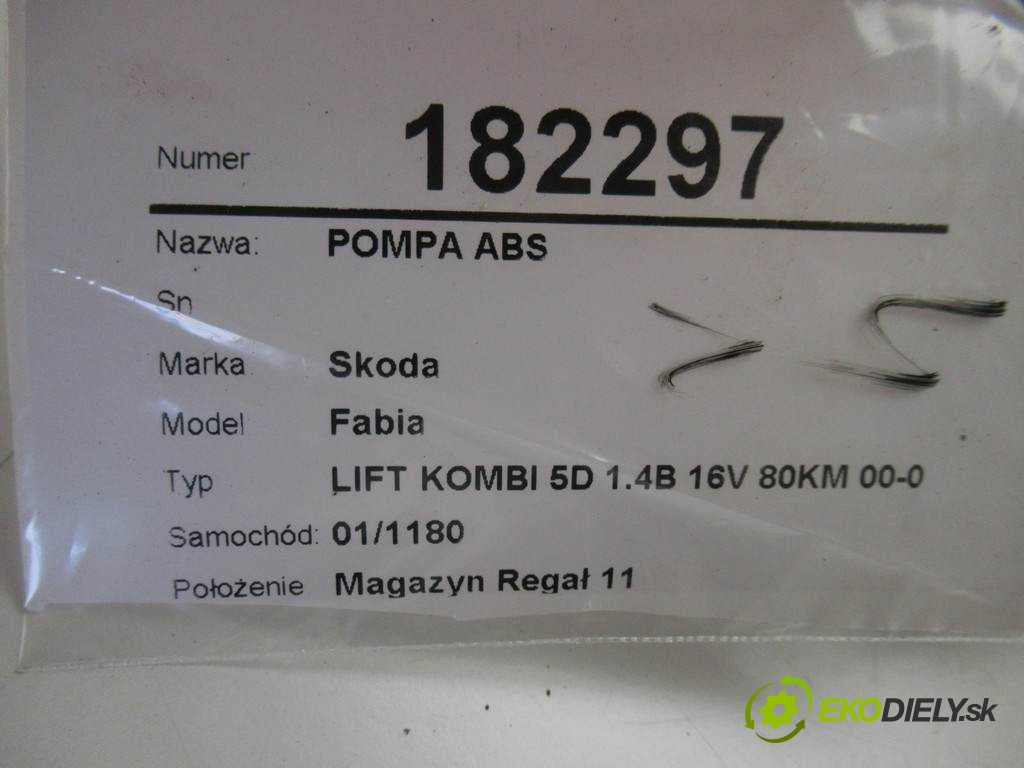 Numer 182297
Nazwa: POMPA ABS
Sn
Marka Skoda
Model Fabia
Typ LIFT KOMBI 5D 1.4B 16V 80KM 00-0
Samochód: 01/1180
Położenie Magazyn Regał 11
EKODIELY.sk